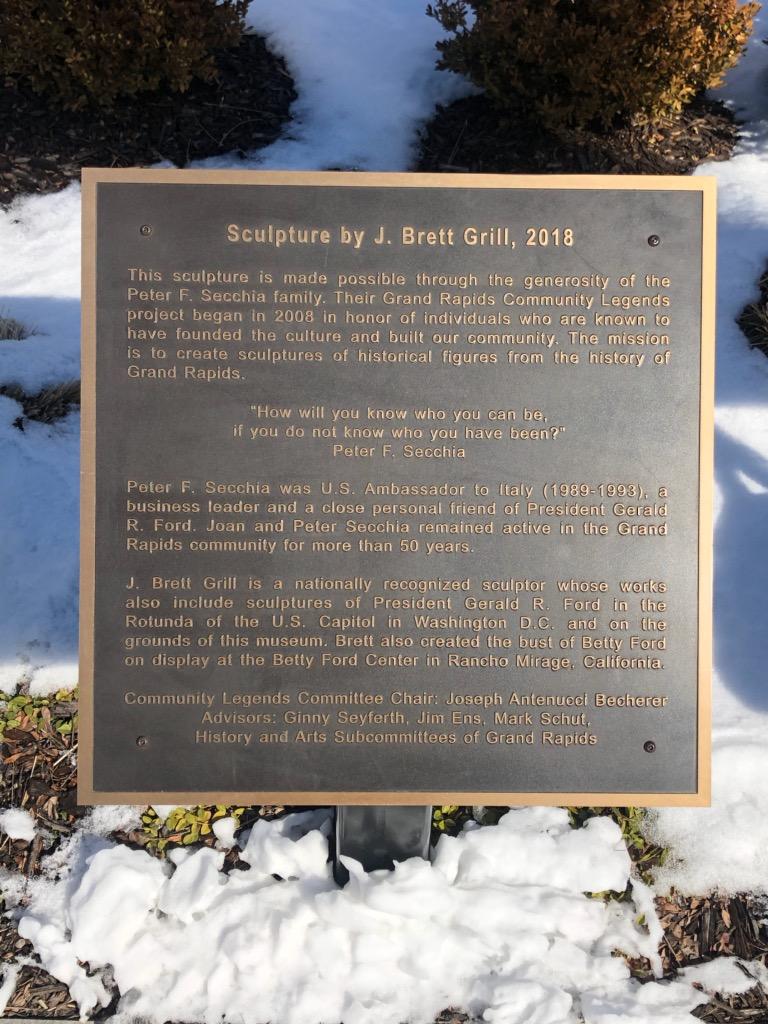 Sculpture by J. Brett Grill, 2018
This sculpture is made possible through the generosity of the
Peter F. Secchia family. Their Grand Rapids Community Legends
project began in 2008 in honor of individuals who are known to
have founded the culture and built our community. The mission
is to create sculptures of historical figures from the history of
Grand Rapids.
"How will you know who you can be,
if you do not know who you have been?"
Peter F. Secchia
Peter F. Secchia was U.S. Ambassador to Italy (1989-1993), a
business leader and a close personal friend of President Gerald
R. Ford. Joan and Peter Secchia remained active in the Grand
Rapids community for more than 50 years.
J. Brett Grill is a nationally recognized sculptor whose works
also include sculptures of President Gerald R. Ford in the
Rotunda of the U.S. Capitol in Washington D.C. and on the
grounds of this museum. Brett also created the bust of Betty Ford
on display at the Betty Ford Center in Rancho Mirage, California.
Community Legends Committee Chair: Joseph Antenucci Becherer
Advisors: Ginny Seyferth, Jim Ens, Mark Schut,
History and Arts Subcommittees of Grand Rapids